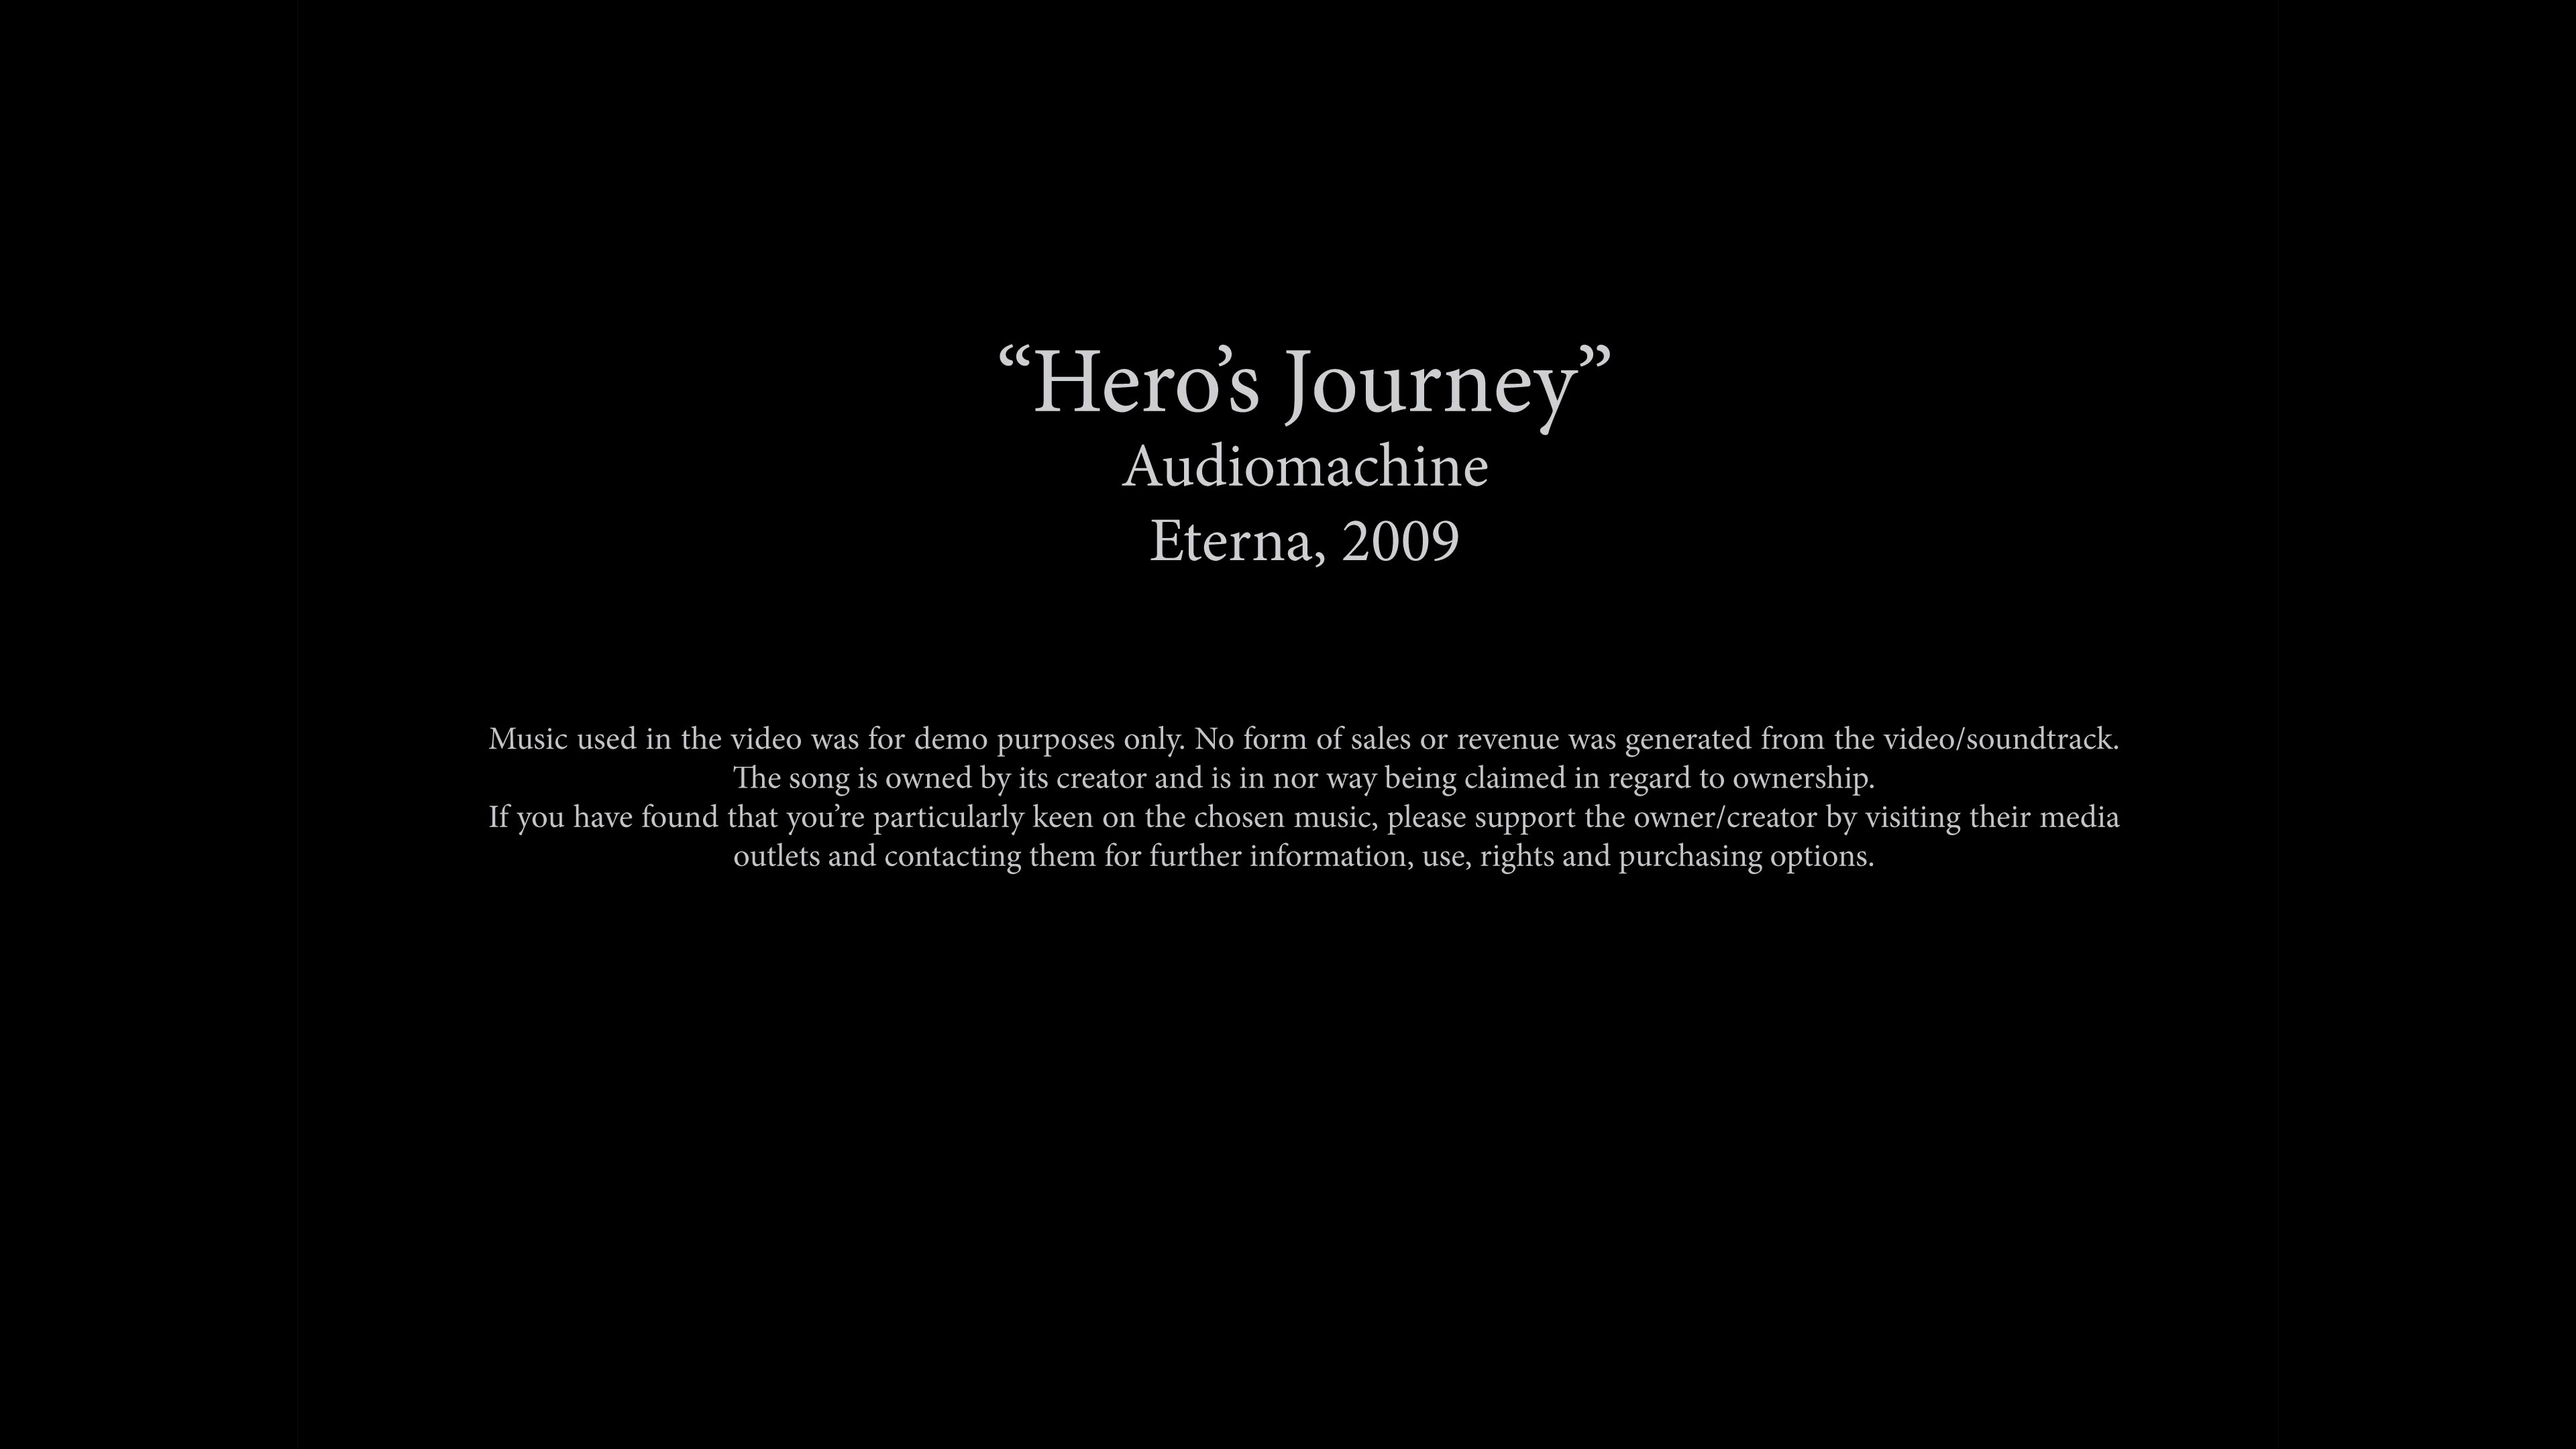 “Hero’s Journey”
Audiomachine
Eterna, 2009
Music used in the video was for demo purposes only. No form of sales or revenue was generated from the video/soundtrack.
The song is owned by its creator and is in nor way being claimed in regard to ownership.
If you have found that you’re particularly keen on the chosen music, please support the owner/creator by visiting their media
outlets and contacting them for further information, use, rights and purchasing options.